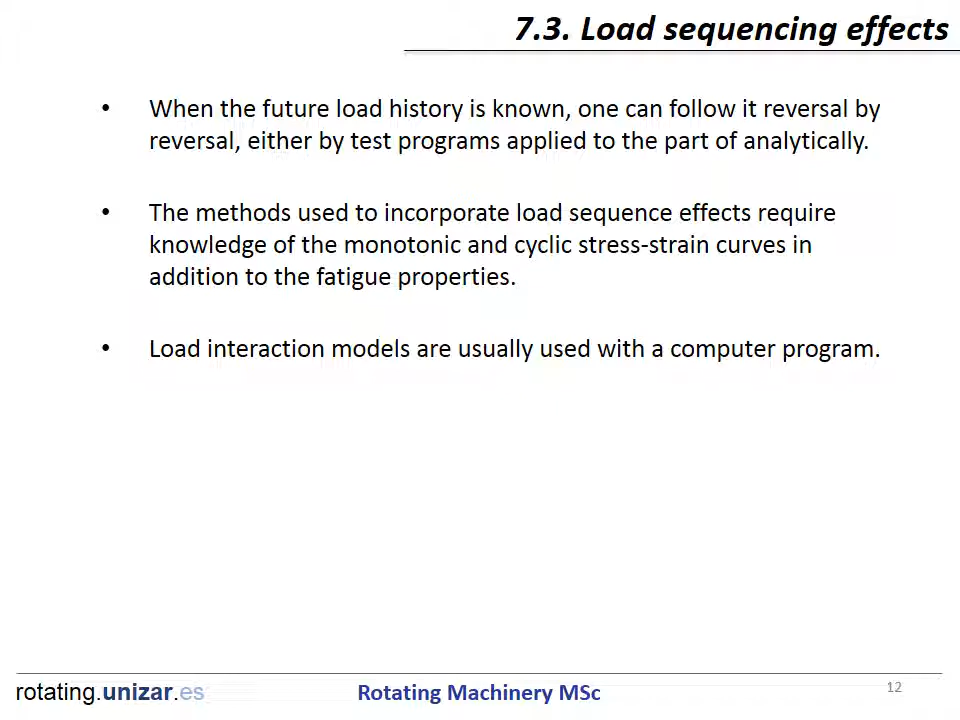 7.3. Load sequencing effects
• When the future load history is known, one can follow it reversal by
reversal, either by test programs applied to the part of analytically.
• The methods used to incorporate load sequence effects require
knowledge of the monotonic and cyclic stress-strain curves in
addition to the fatigue properties.
• Load interaction models are usually used with a computer program.
rotating.unizar.es
Rotating Machinery MSc
12